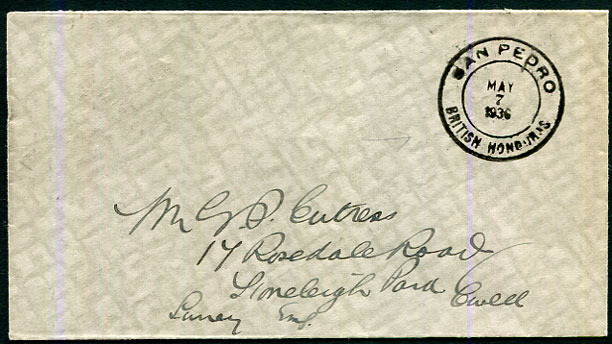 SAN PEDRO
MAY
7
1936
BRITISH HONDURAS
Mr G. P. Cutress
17 Rosedale Road
Stoneleigh Park Ewell
Surrey Eng.